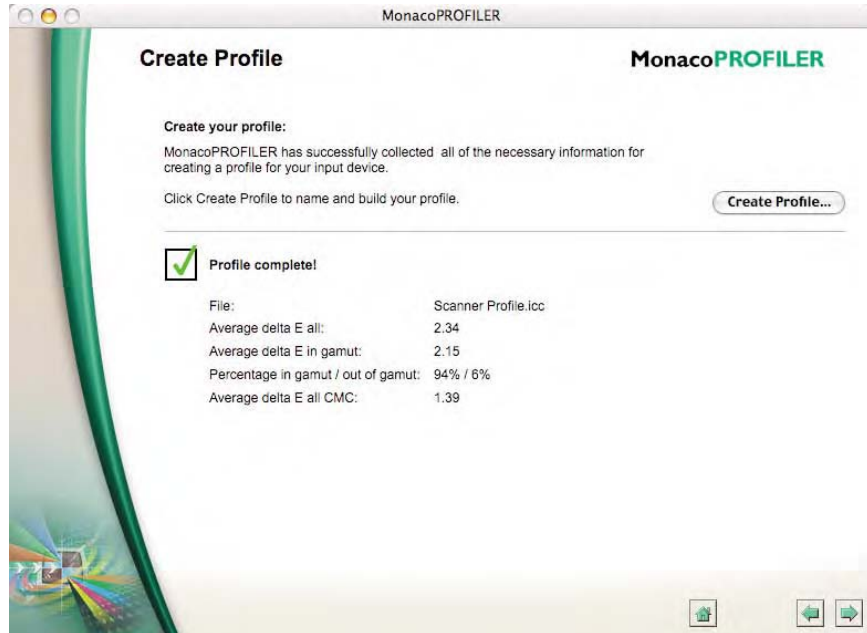 MonacoPROFILER
Create Profile
MonacoPROFILER
Create your profile:
MonacoPROFILER has successfully collected all of the necessary information for
creating a profile for your input device.
Click Create Profile to name and build your profile.
Create Profile...
Profile complete!
File: Scanner Profile.icc
Average delta E all: 2.34
Average delta E in gamut: 2.15
Percentage in gamut / out of gamut: 94% / 6%
Average delta E all CMC: 1.39